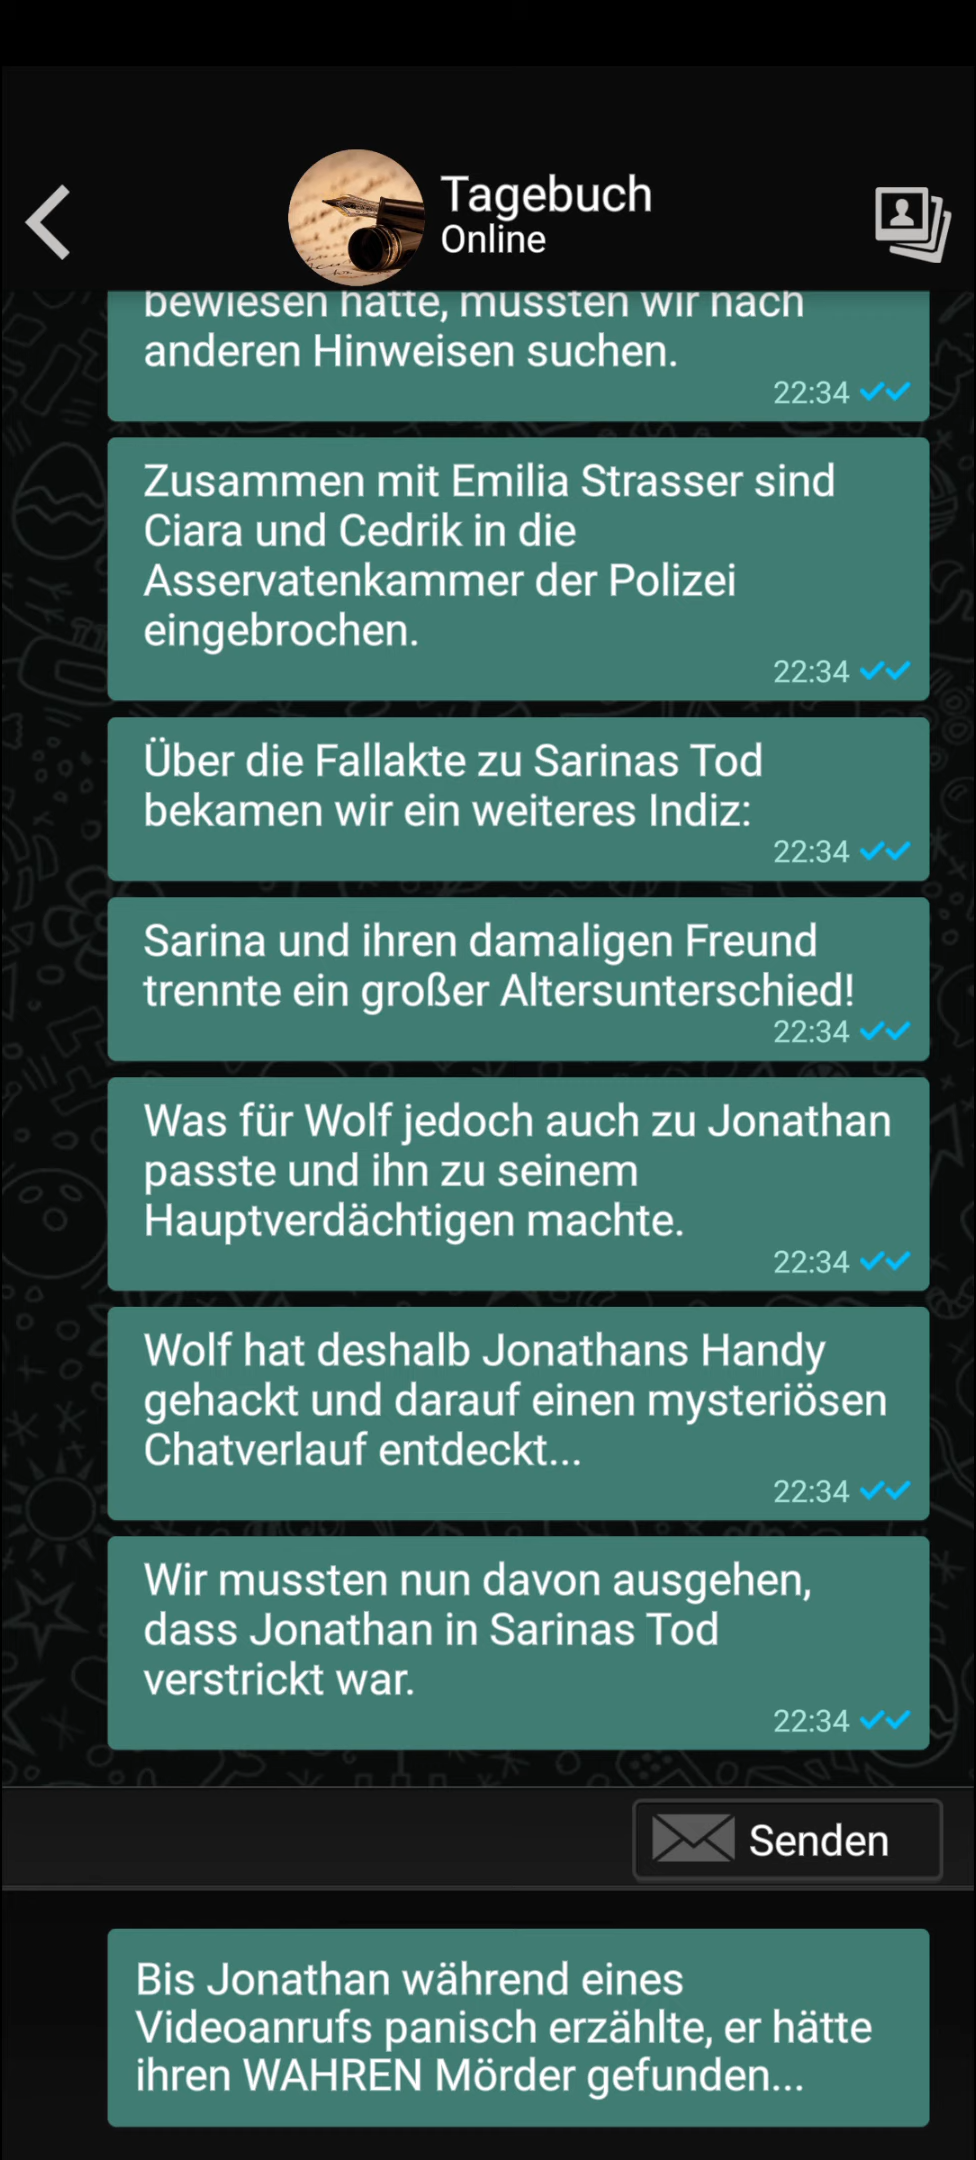 Tagebuch
Online
bewiesen hatte, mussten wir nach
anderen Hinweisen suchen.
22:34
Zusammen mit Emilia Strasser sind
Ciara und Cedrik in die
Asservatenkammer der Polizei
eingebrochen.
22:34
Über die Fallakte zu Sarinas Tod
bekamen wir ein weiteres Indiz:
22:34
Sarina und ihren damaligen Freund
trennte ein großer Altersunterschied!
22:34
Was für Wolf jedoch auch zu Jonathan
passte und ihn zu seinem
Hauptverdächtigen machte.
22:34
Wolf hat deshalb Jonathans Handy
gehackt und darauf einen mysteriösen
Chatverlauf entdeckt...
22:34
Wir mussten nun davon ausgehen,
dass Jonathan in Sarinas Tod
verstrickt war.
22:34
Senden
Bis Jonathan während eines
Videoanrufs panisch erzählte, er hätte
ihren WAHREN Mörder gefunden...